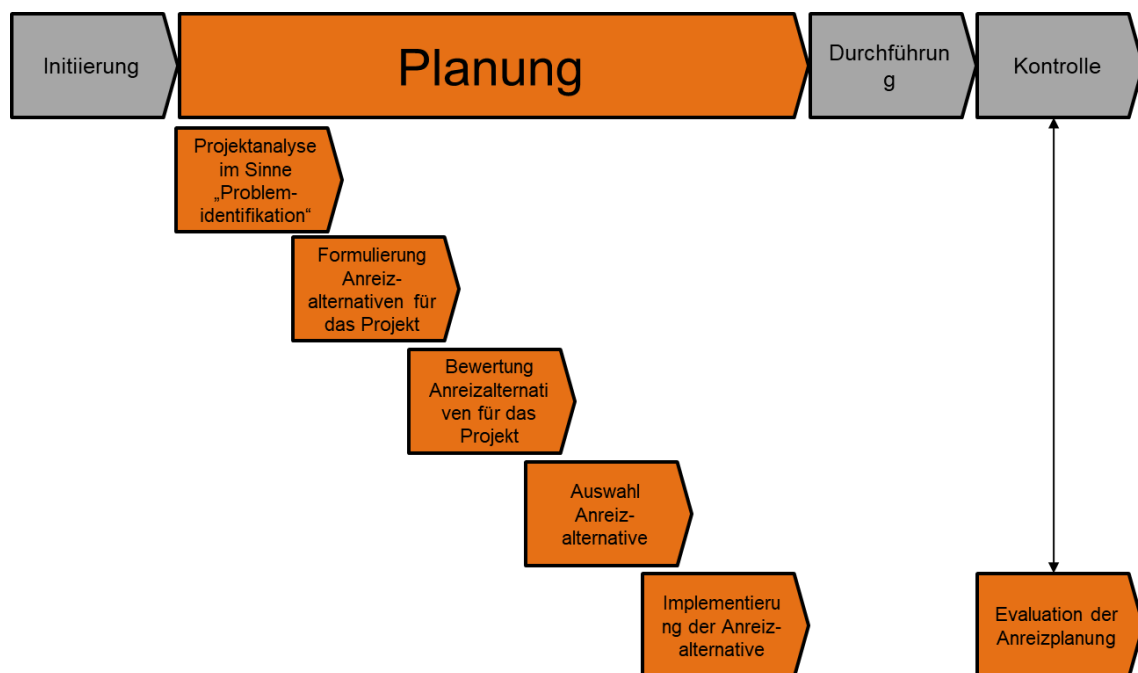 Initiierung
Planung
Durchführun
g
Kontrolle
Projektanalyse
im Sinne
„Problem-
identifikation“
Formulierung
Anreiz-
alternativen für
das Projekt
Bewertung
Anreizalternati
ven für das
Projekt
Auswahl
Anreiz-
alternative
Implementieru
ng der Anreiz-
alternative
Evaluation der
Anreizplanung